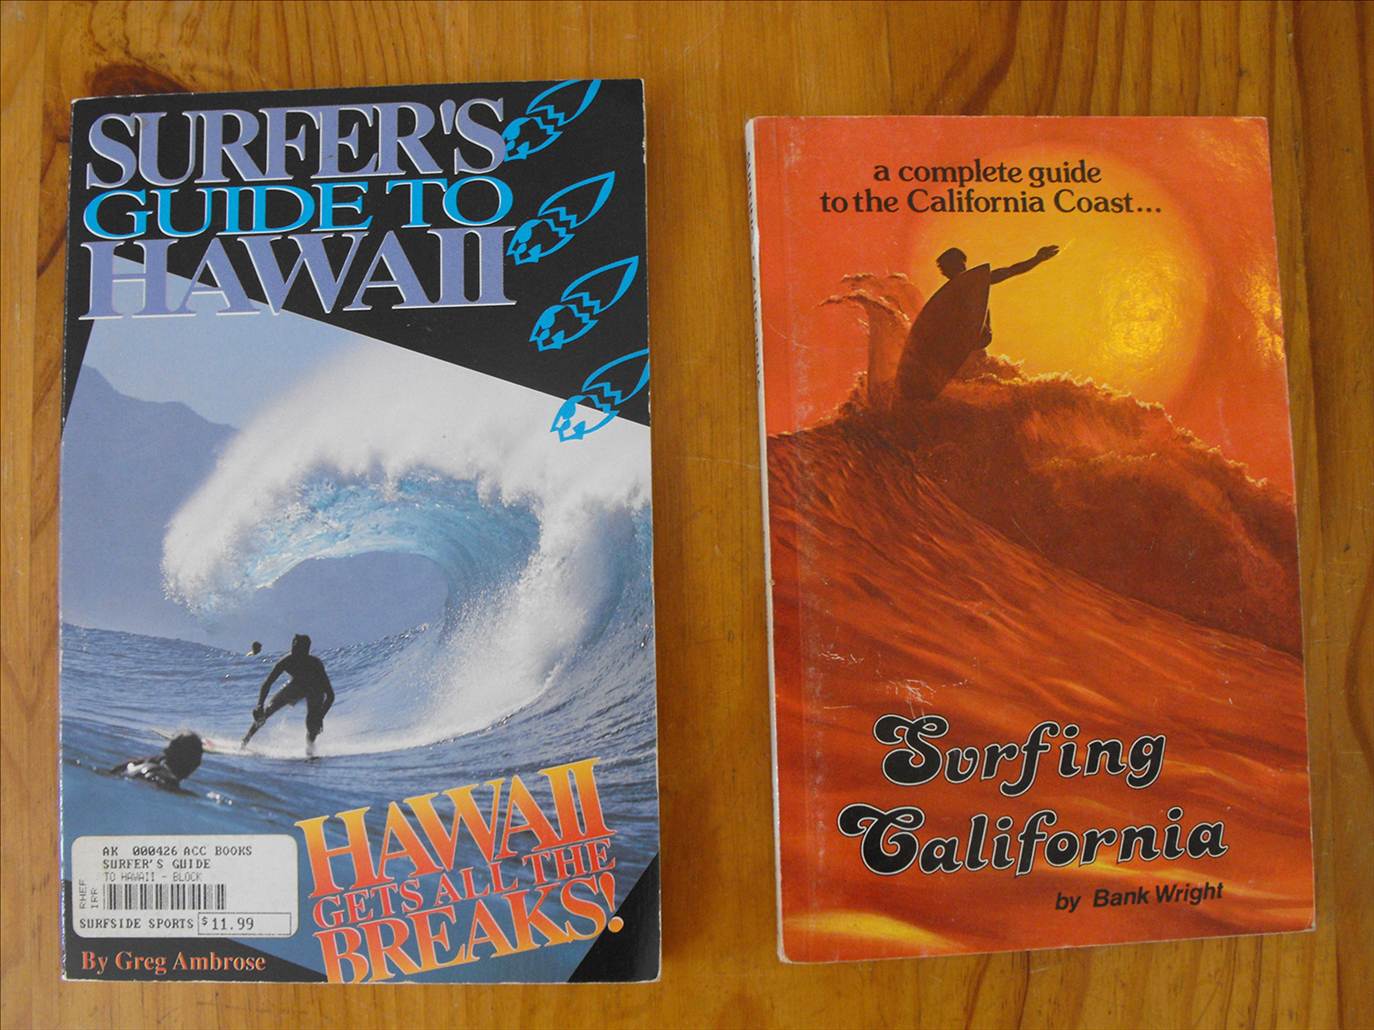 SURFER'S
GUIDE TO
HAWAII
HAWAII
GETS ALL THE
BREAKS!
AK 000426 ACC BOOKS
SURFER'S GUIDE
TO HAWAII - BLOCK
SURFSIDE SPORTS $11.99
By Greg Ambrose
a complete guide
to the California Coast...
Surfing
California
by Bank Wright